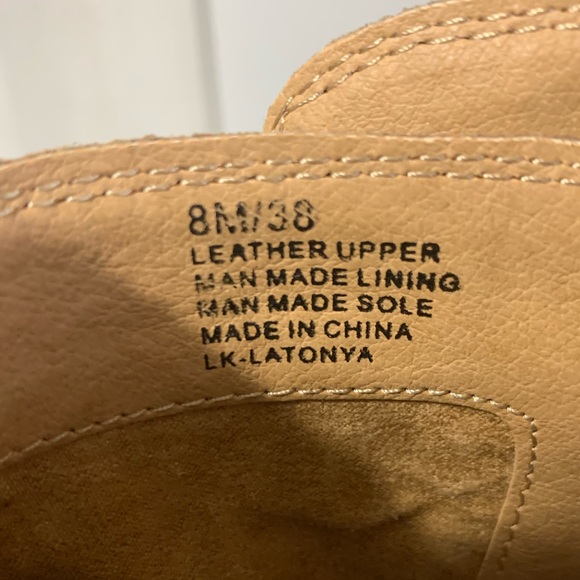 8M/38
LEATHER UPPER
MAN MADE LINING
MAN MADE SOLE
MADE IN CHINA
LK-LATONYA